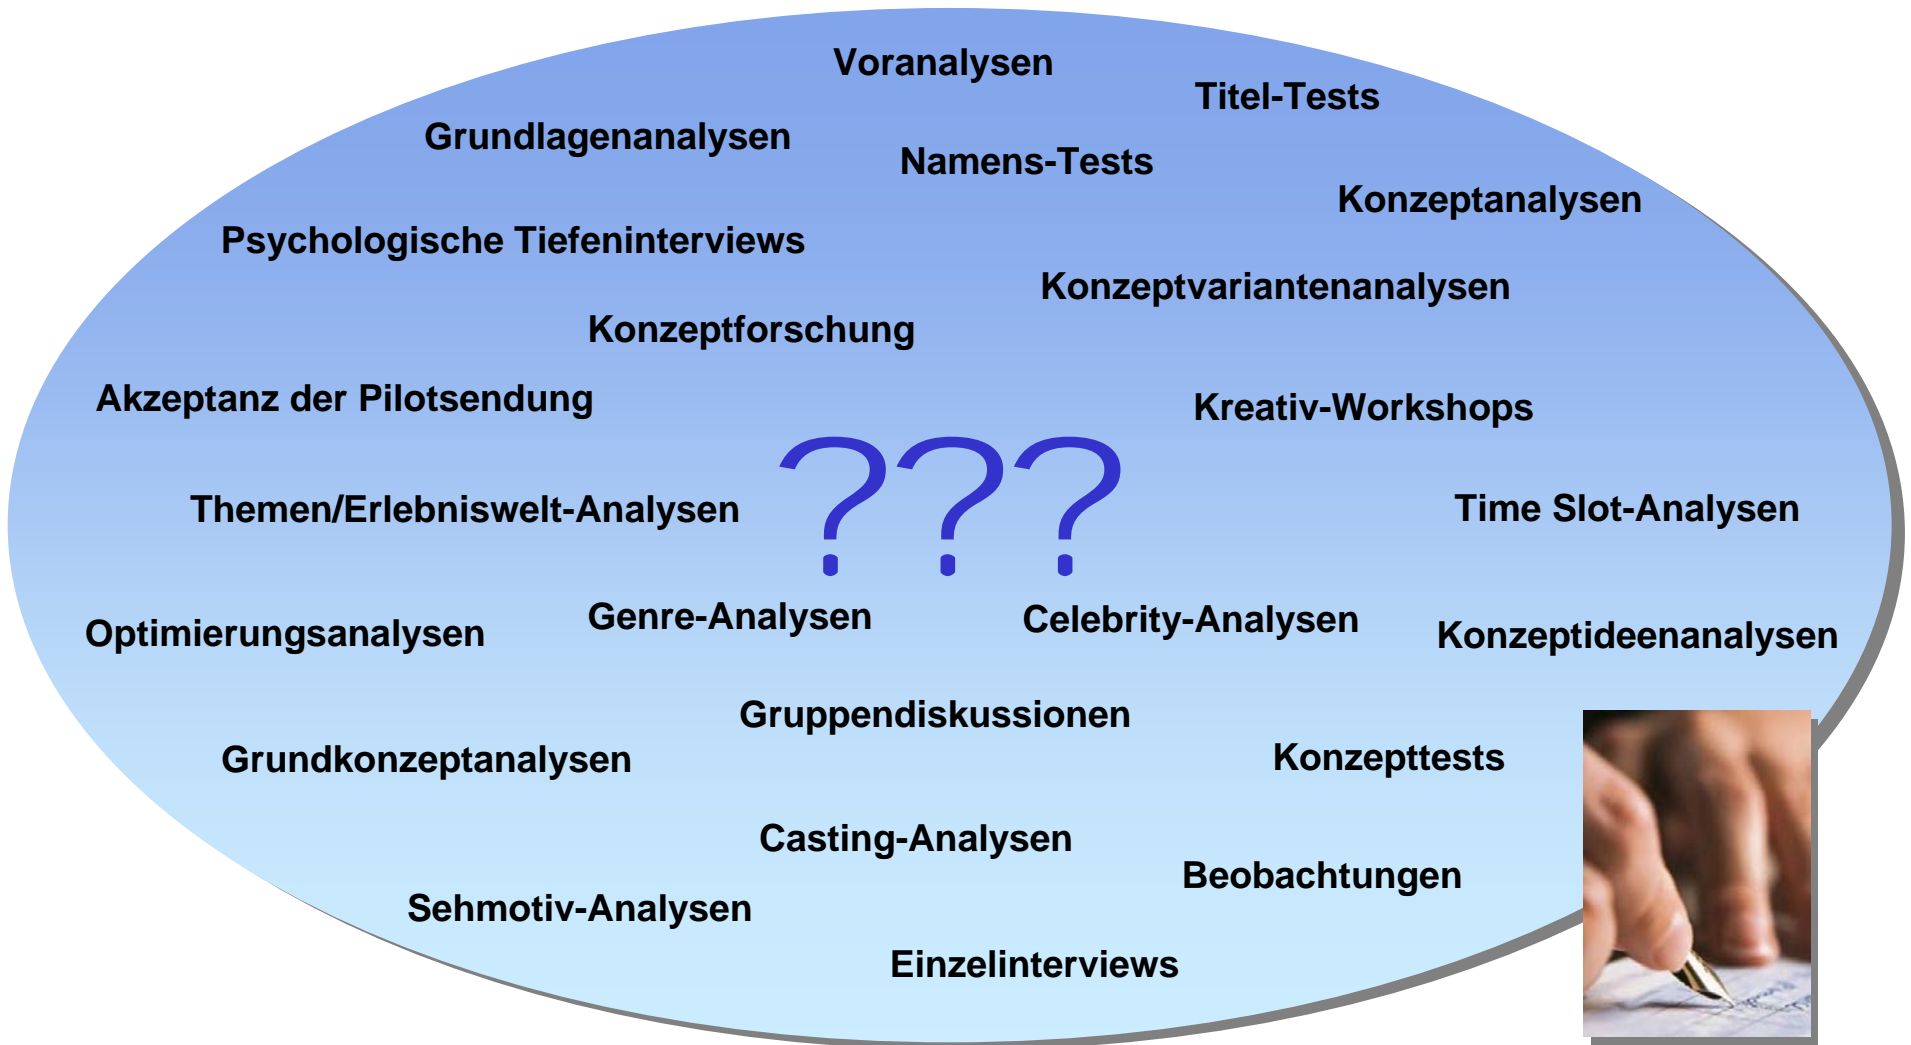 Voranalysen
Titel-Tests
Grundlagenanalysen
Namens-Tests
Konzeptanalysen
Psychologische Tiefeninterviews
Konzeptvariantenanalysen
Konzeptforschung
Akzeptanz der Pilotsendung
Kreativ-Workshops
???
Themen/Erlebniswelt-Analysen
Time Slot-Analysen
Genre-Analysen
Celebrity-Analysen
Optimierungsanalysen
Konzeptideenanalysen
Gruppendiskussionen
Grundkonzeptanalysen
Konzepttests
Casting-Analysen
Beobachtungen
Sehmotiv-Analysen
Einzelinterviews